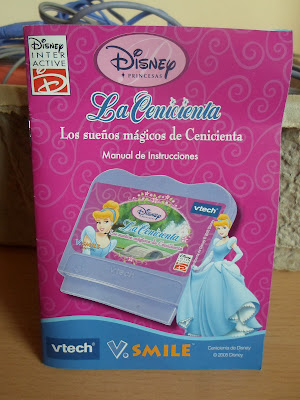 Disney
INTER
ACTIVE
Disney
PRINCESAS
La Cenicienta
Los sueños mágicos de Cenicienta
Manual de Instrucciones
vtech
Disney
La Cenicienta
vtech
V.SMILE
Cenicienta de Disney
© 2005 Disney